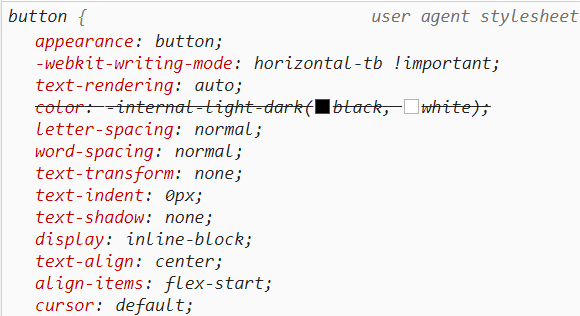 button {
user agent stylesheet
appearance: button;
-webkit-writing-mode: horizontal-tb !important;
text-rendering: auto;
color: -internal-light-dark(black, white);
letter-spacing: normal;
word-spacing: normal;
text-transform: none;
text-indent: 0px;
text-shadow: none;
display: inline-block;
text-align: center;
align-items: flex-start;
cursor: default;